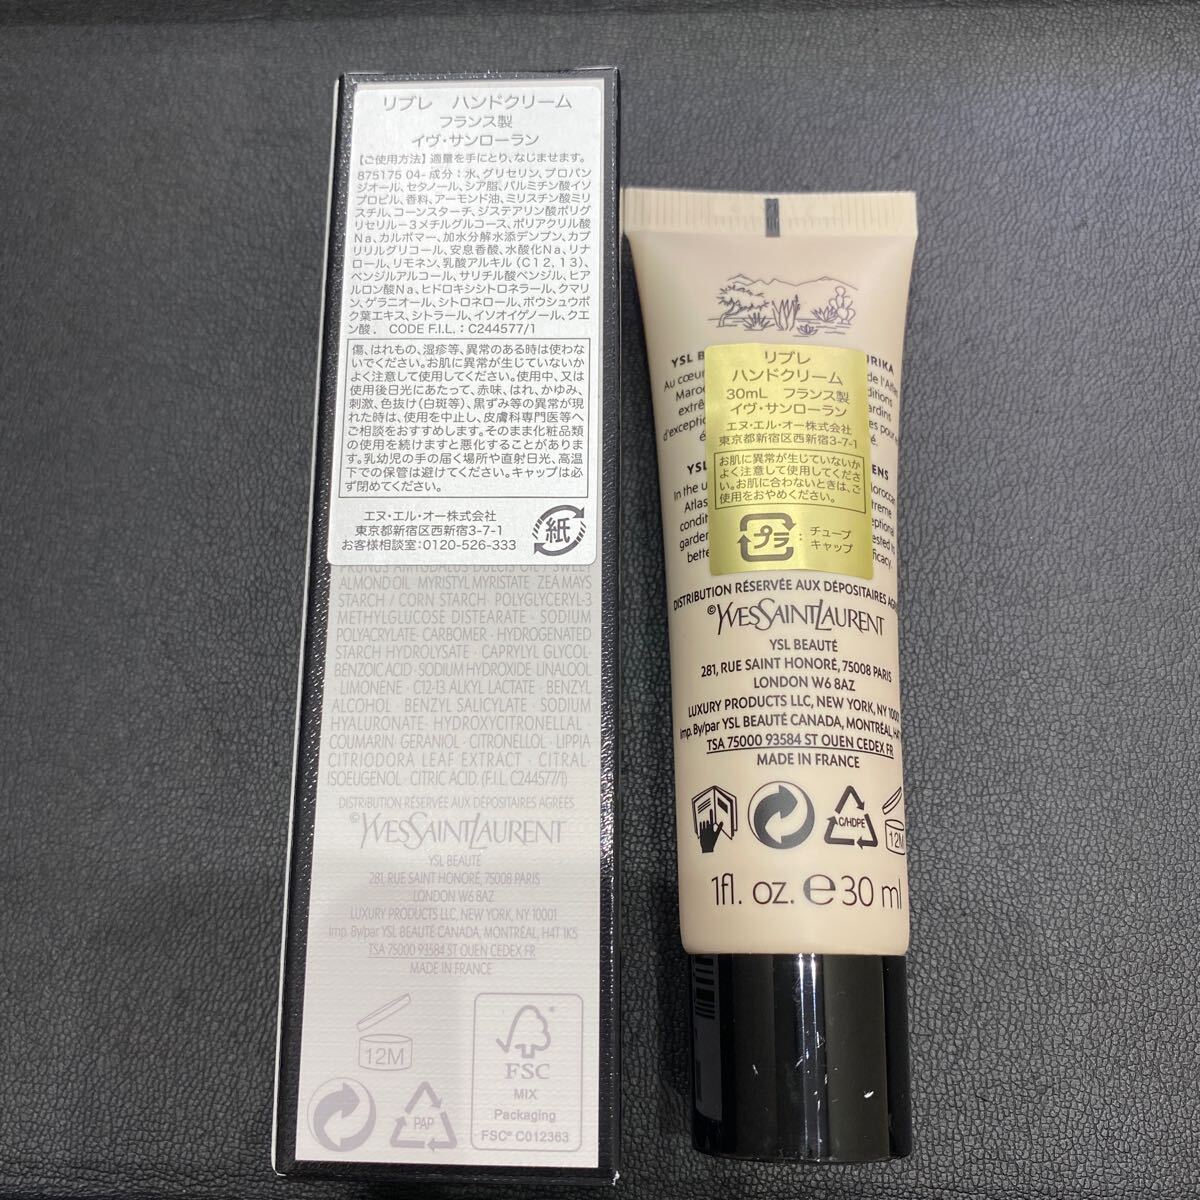 リブレ ハンドクリーム
フランス製
イヴ・サンローラン
【ご使用方法】適量を手にとり、なじませます。
875175 04- 成分：水、グリセリン、プロパン
ジオール、セタノール、シア脂、パルミチン酸イソ
プロピル、香料、アーモンド油、ミリスチン酸ミリ
スチル、コーンスターチ、ジステアリン酸ポリグ
リセリル－3メチルグルコース、ポリアクリル酸
Na、カルボマー、加水分解水添デンプン、カプ
リリルグリコール、安息香酸、水酸化Na、リナ
ロール、リモネン、乳酸アルキル（C12, 13）、
ベンジルアルコール、サリチル酸ベンジル、ヒア
ルロン酸Na、ヒドロキシシトロネラール、クマリ
ン、ゲラニオール、シトロネロール、ボウシュウボ
ク葉エキス、シトラール、イソオイゲノール、クエ
ン酸． CODE F.I.L. : C244577/1
傷、はれもの、湿疹等、異常のある時は使わな
いでください。お肌に異常が生じていないか
よく注意して使用してください。使用中、又は
使用後日光にあたって、赤味、はれ、かゆみ、
刺激、色抜け（白斑等）、黒ずみ等の異常が現
れた時は、使用を中止し、皮膚科専門医等へ
ご相談をおすすめします。そのまま化粧品類
の使用を続けますと悪化することがありま
す。乳幼児の手の届く場所や直射日光、高温
下での保管は避けてください。キャップは必
ず閉めてください。
エヌ・エル・オー株式会社
東京都新宿区西新宿3-7-1
お客様相談室：0120-526-333
紙
ALMOND OIL · MYRISTYL MYRISTATE · ZEA MAYS
STARCH / CORN STARCH · POLYGLYCERYL-3
METHYLGLUCOSE DISTEARATE · SODIUM
POLYACRYLATE · CARBOMER · HYDROGENATED
STARCH HYDROLYSATE · CAPRYLYL GLYCOL ·
BENZOIC ACID · SODIUM HYDROXIDE LINALOOL
· LIMONENE · C12-13 ALKYL LACTATE · BENZYL
ALCOHOL · BENZYL SALICYLATE · SODIUM
HYALURONATE · HYDROXYCITRONELLAL ·
COUMARIN · GERANIOL · CITRONELLOL · LIPPIA
CITRIODORA LEAF EXTRACT · CITRAL ·
ISOEUGENOL · CITRIC ACID (F.I.L. C244577/1)
DISTRIBUTION RÉSERVÉE AUX DÉPOSITAIRES AGRÉÉS
©YVESSAINTLAURENT
YSL BEAUTÉ
281, RUE SAINT HONORÉ, 75008 PARIS
LONDON W6 8AZ
LUXURY PRODUCTS LLC, NEW YORK, NY 10001
Imp. By/par YSL BEAUTÉ CANADA, MONTRÉAL, H4T 1K5
TSA 75000 93584 ST OUEN CEDEX FR
MADE IN FRANCE
12M
FSC
MIX
Packaging
FSC® C012363
PAP
YSL B
URIKA
Au cœur
de l'Atlas
Maroc
ditions
extrê
ardins
d'exceptio
es pour
YSL
ENS
In the
oroccan
Atlas
treme
condit
eptional
garden
ested
bette
ficacy.
リブレ
ハンドクリーム
30mL フランス製
イヴ・サンローラン
エヌ・エル・オー株式会社
東京都新宿区西新宿3-7-1
お肌に異常が生じていないか
よく注意して使用してくださ
い。お肌に合わないときは、ご
使用をおやめください。
プラ ： チューブ
キャップ
DISTRIBUTION RÉSERVÉE AUX DÉPOSITAIRES AGRÉ
©YVESSAINTLAURENT
YSL BEAUTÉ
281, RUE SAINT HONORÉ, 75008 PARIS
LONDON W6 8AZ
LUXURY PRODUCTS LLC, NEW YORK, NY 10001
Imp. By/par YSL BEAUTÉ CANADA, MONTRÉAL, H4T
TSA 75000 93584 ST OUEN CEDEX FR
MADE IN FRANCE
C/HDPE
12M
1fl. oz. ℮30 ml